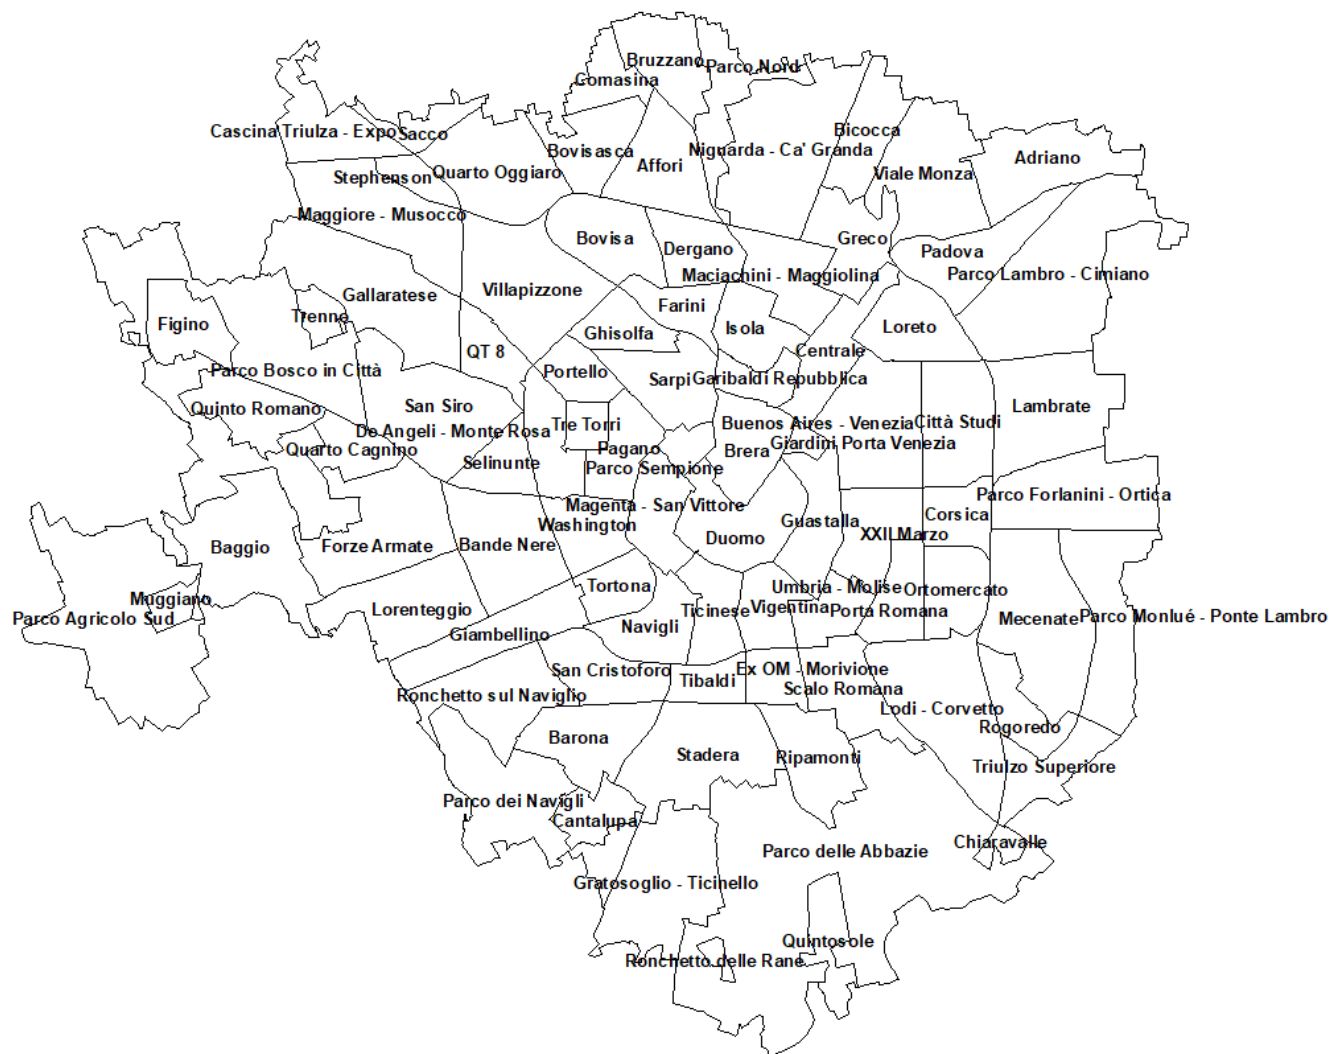 Bruzzano
Comasina
Parco Nord
Cascina Triulza - Expo
Sacco
Bicocca
Bovisasca
Niguarda - Ca' Granda
Adriano
Affori
Quarto Oggiaro
Viale Monza
Stephenson
Maggiore - Musocco
Bovisa
Greco
Dergano
Padova
Maciachini - Maggiolina
Parco Lambro - Cimiano
Villapizzone
Gallaratese
Farini
Trenno
Figino
Ghisolfa
Isola
Loreto
QT 8
Centrale
Parco Bosco in Città
Portello
Sarpi
Garibaldi Repubblica
San Siro
Lambrate
Quinto Romano
De Angeli - Monte Rosa
Tre Torri
Buenos Aires - Venezia
Città Studi
Quarto Cagnino
Pagano
Brera
Giardini Porta Venezia
Selinunte
Parco Sempione
Parco Forlanini - Ortica
Magenta - San Vittore
Washington
Guastalla
Corsica
Duomo
XXII Marzo
Baggio
Forze Armate
Bande Nere
Tortona
Umbria - Molise
Ortomercato
Muggiano
Parco Agricolo Sud
Lorenteggio
Ticinese
Vigentina
Porta Romana
Mecenate
Parco Monlué - Ponte Lambro
Giambellino
Navigli
San Cristoforo
Tibaldi
Ex OM - Morivione
Scalo Romana
Ronchetto sul Naviglio
Lodi - Corvetto
Rogoredo
Barona
Stadera
Ripamonti
Triulzo Superiore
Parco dei Navigli
Cantalupa
Chiaravalle
Parco delle Abbazie
Gratosoglio - Ticinello
Quintosole
Ronchetto delle Rane